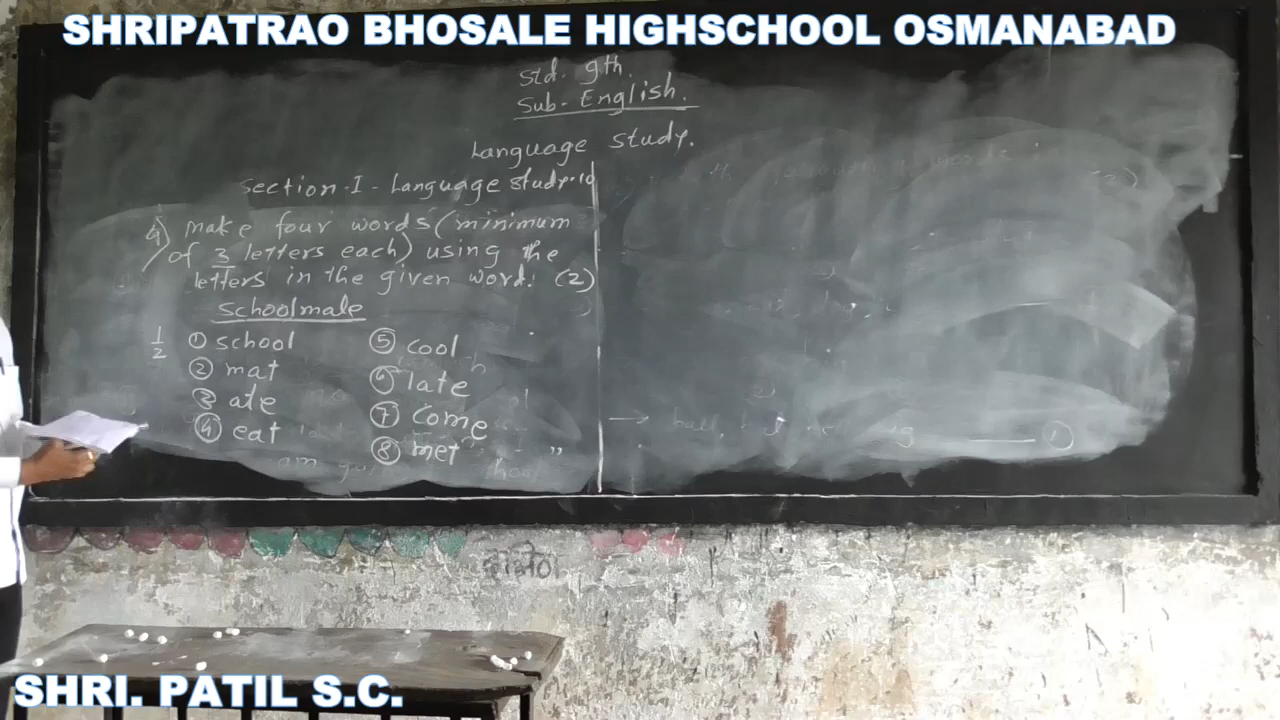 SHRIPATRAO BHOSALE HIGHSCHOOL OSMANABAD
Std. 9th.
Sub- English.
Language study.
Section-I - Language study-10
4) make four words (minimum
of 3 letters each) using the
letters in the given word. (2)
Schoolmale
1/2 ① school
② mat
③ ate
④ eat
⑤ cool
⑥ late
⑦ come
⑧ met "
SHRI. PATIL S.C.